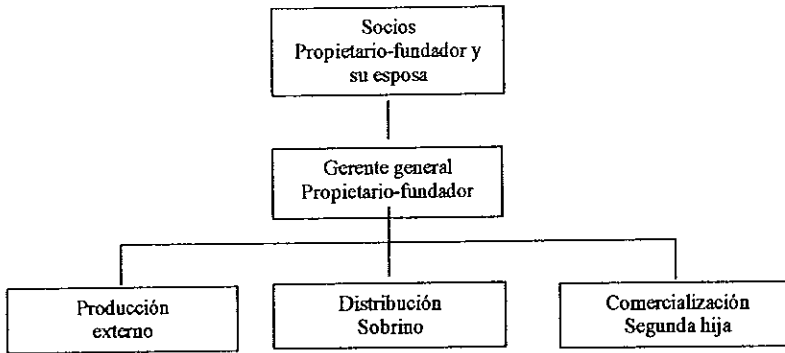 Socios
Propietario-fundador y
su esposa
Gerente general
Propietario-fundador
Producción
externo
Distribución
Sobrino
Comercialización
Segunda hija